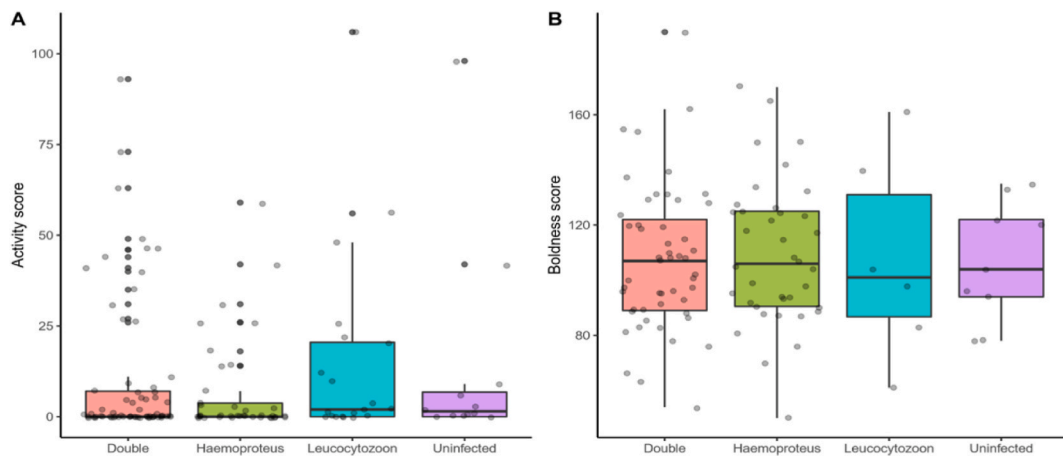 A
Activity score
100
75
50
25
0
Double Haemoproteus Leucocytozoon Uninfected
B
Boldness score
160
120
80
Double Haemoproteus Leucocytozoon Uninfected